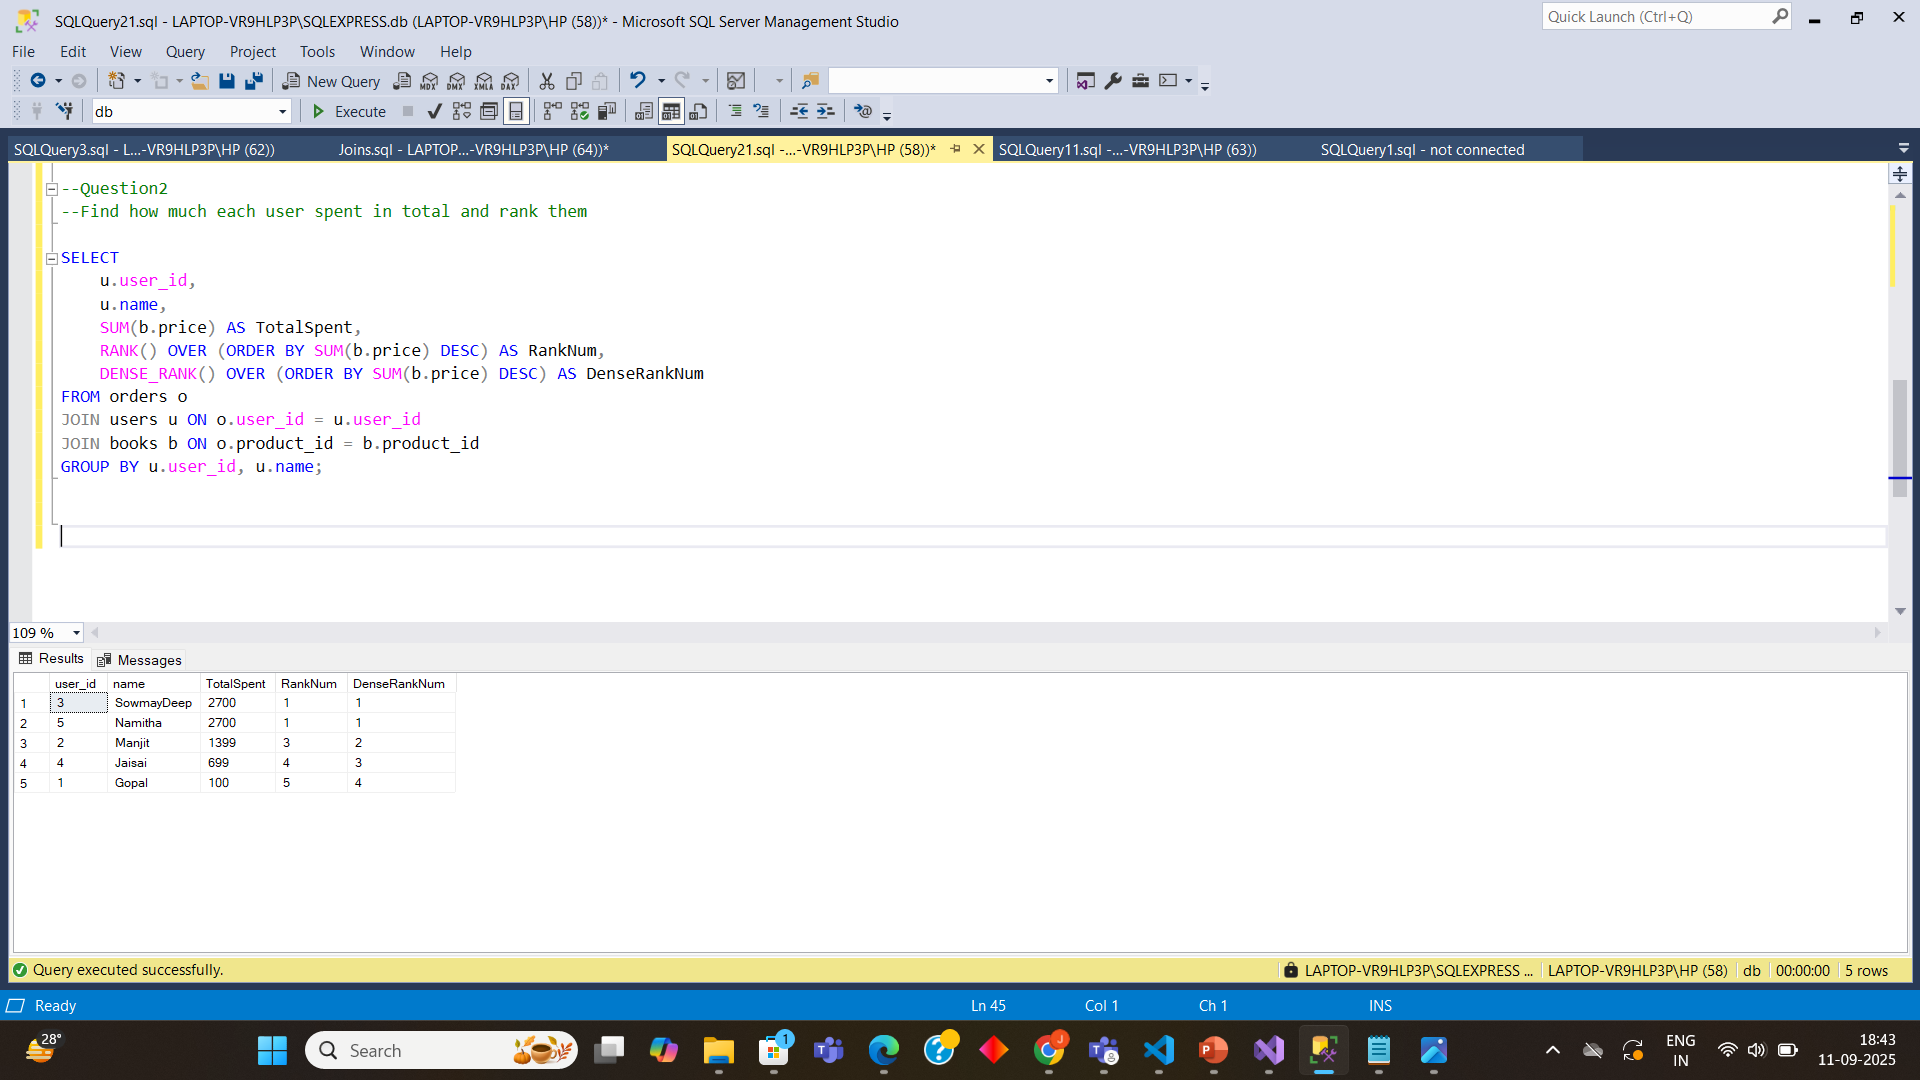 SQLQuery21.sql - LAPTOP-VR9HLP3P\SQLEXPRESS.db (LAPTOP-VR9HLP3P\HP (58))* - Microsoft SQL Server Management Studio
Quick Launch (Ctrl+Q)
File Edit View Query Project Tools Window Help
New Query
MDX DMX XMLA DAX
db
Execute
SQLQuery3.sql - L...-VR9HLP3P\HP (62))
Joins.sql - LAPTOP...-VR9HLP3P\HP (64))*
SQLQuery21.sql -...-VR9HLP3P\HP (58))*
SQLQuery11.sql -...-VR9HLP3P\HP (63))
SQLQuery1.sql - not connected
--Question2
--Find how much each user spent in total and rank them
SELECT
u.user_id,
u.name,
SUM(b.price) AS TotalSpent,
RANK() OVER (ORDER BY SUM(b.price) DESC) AS RankNum,
DENSE_RANK() OVER (ORDER BY SUM(b.price) DESC) AS DenseRankNum
FROM orders o
JOIN users u ON o.user_id = u.user_id
JOIN books b ON o.product_id = b.product_id
GROUP BY u.user_id, u.name;
109 %
Results Messages
user_id name TotalSpent RankNum DenseRankNum
1 3 SowmayDeep 2700 1 1
2 5 Namitha 2700 1 1
3 2 Manjit 1399 3 2
4 4 Jaisai 699 4 3
5 1 Gopal 100 5 4
Query executed successfully.
LAPTOP-VR9HLP3P\SQLEXPRESS ... LAPTOP-VR9HLP3P\HP (58) db 00:00:00 5 rows
Ready Ln 45 Col 1 Ch 1 INS
28°
Search
1
J
ENG
IN
18:43
11-09-2025